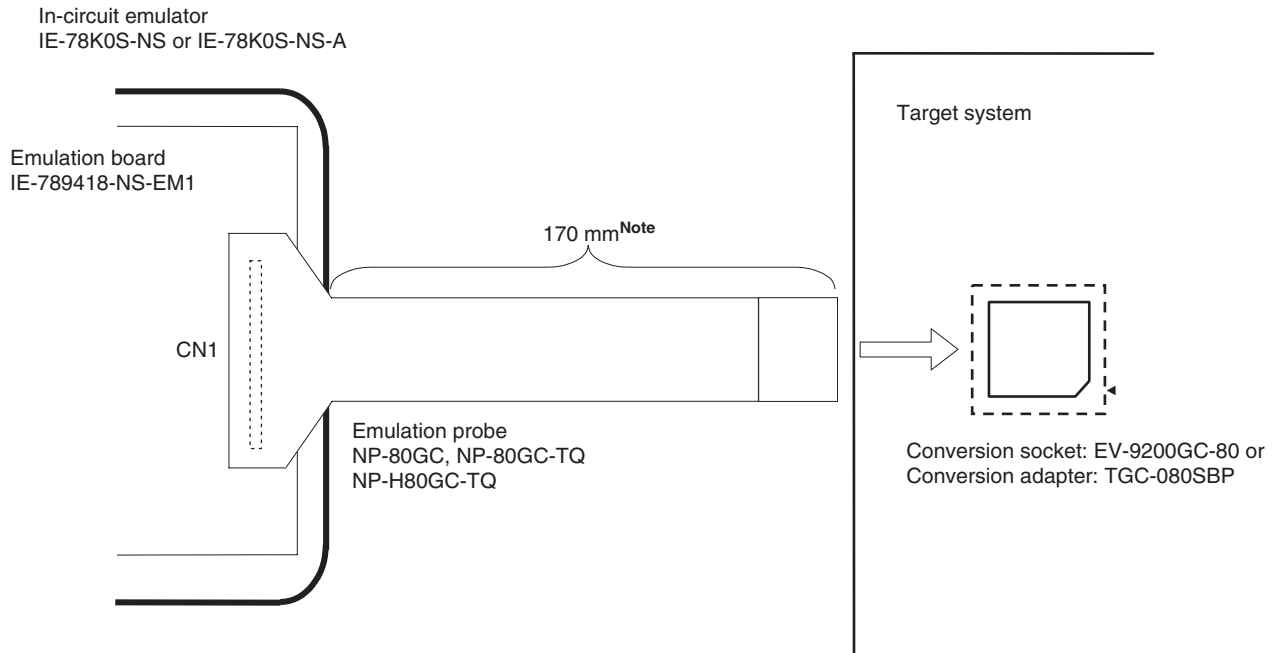 In-circuit emulator
IE-78K0S-NS or IE-78K0S-NS-A
Target system
Emulation board
IE-789418-NS-EM1
170 mmNote
CN1
Emulation probe
NP-80GC, NP-80GC-TQ
NP-H80GC-TQ
Conversion socket: EV-9200GC-80 or
Conversion adapter: TGC-080SBP